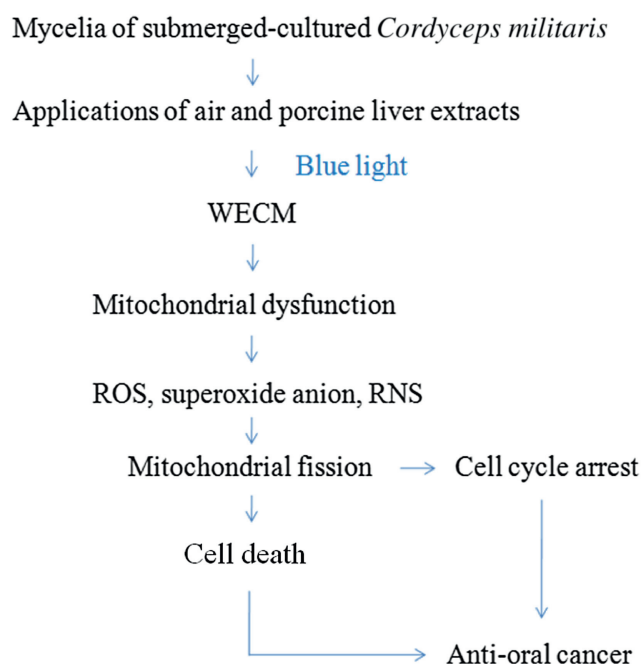 Mycelia of submerged-cultured Cordyceps militaris
Applications of air and porcine liver extracts
Blue light
WECM
Mitochondrial dysfunction
ROS, superoxide anion, RNS
Mitochondrial fission
Cell cycle arrest
Cell death
Anti-oral cancer